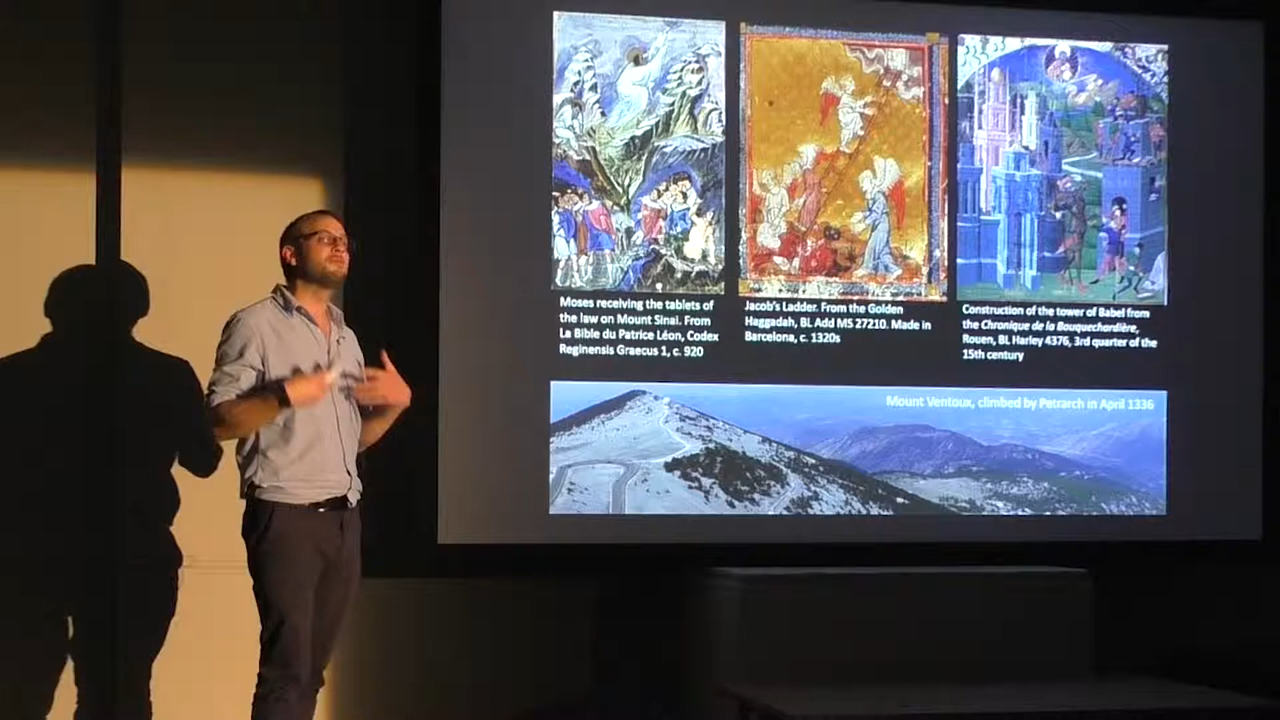 Moses receiving the tablets of
the law on Mount Sinai. From
La Bible du Patrice Léon, Codex
Reginensis Graecus 1, c. 920
Jacob's Ladder. From the Golden
Haggadah, BL Add MS 27210. Made in
Barcelona, c. 1320s
Construction of the tower of Babel from
the Chronique de la Bouquechardière,
Rouen, BL Harley 4376, 3rd quarter of the
15th century
Mount Ventoux, climbed by Petrarch in April 1336